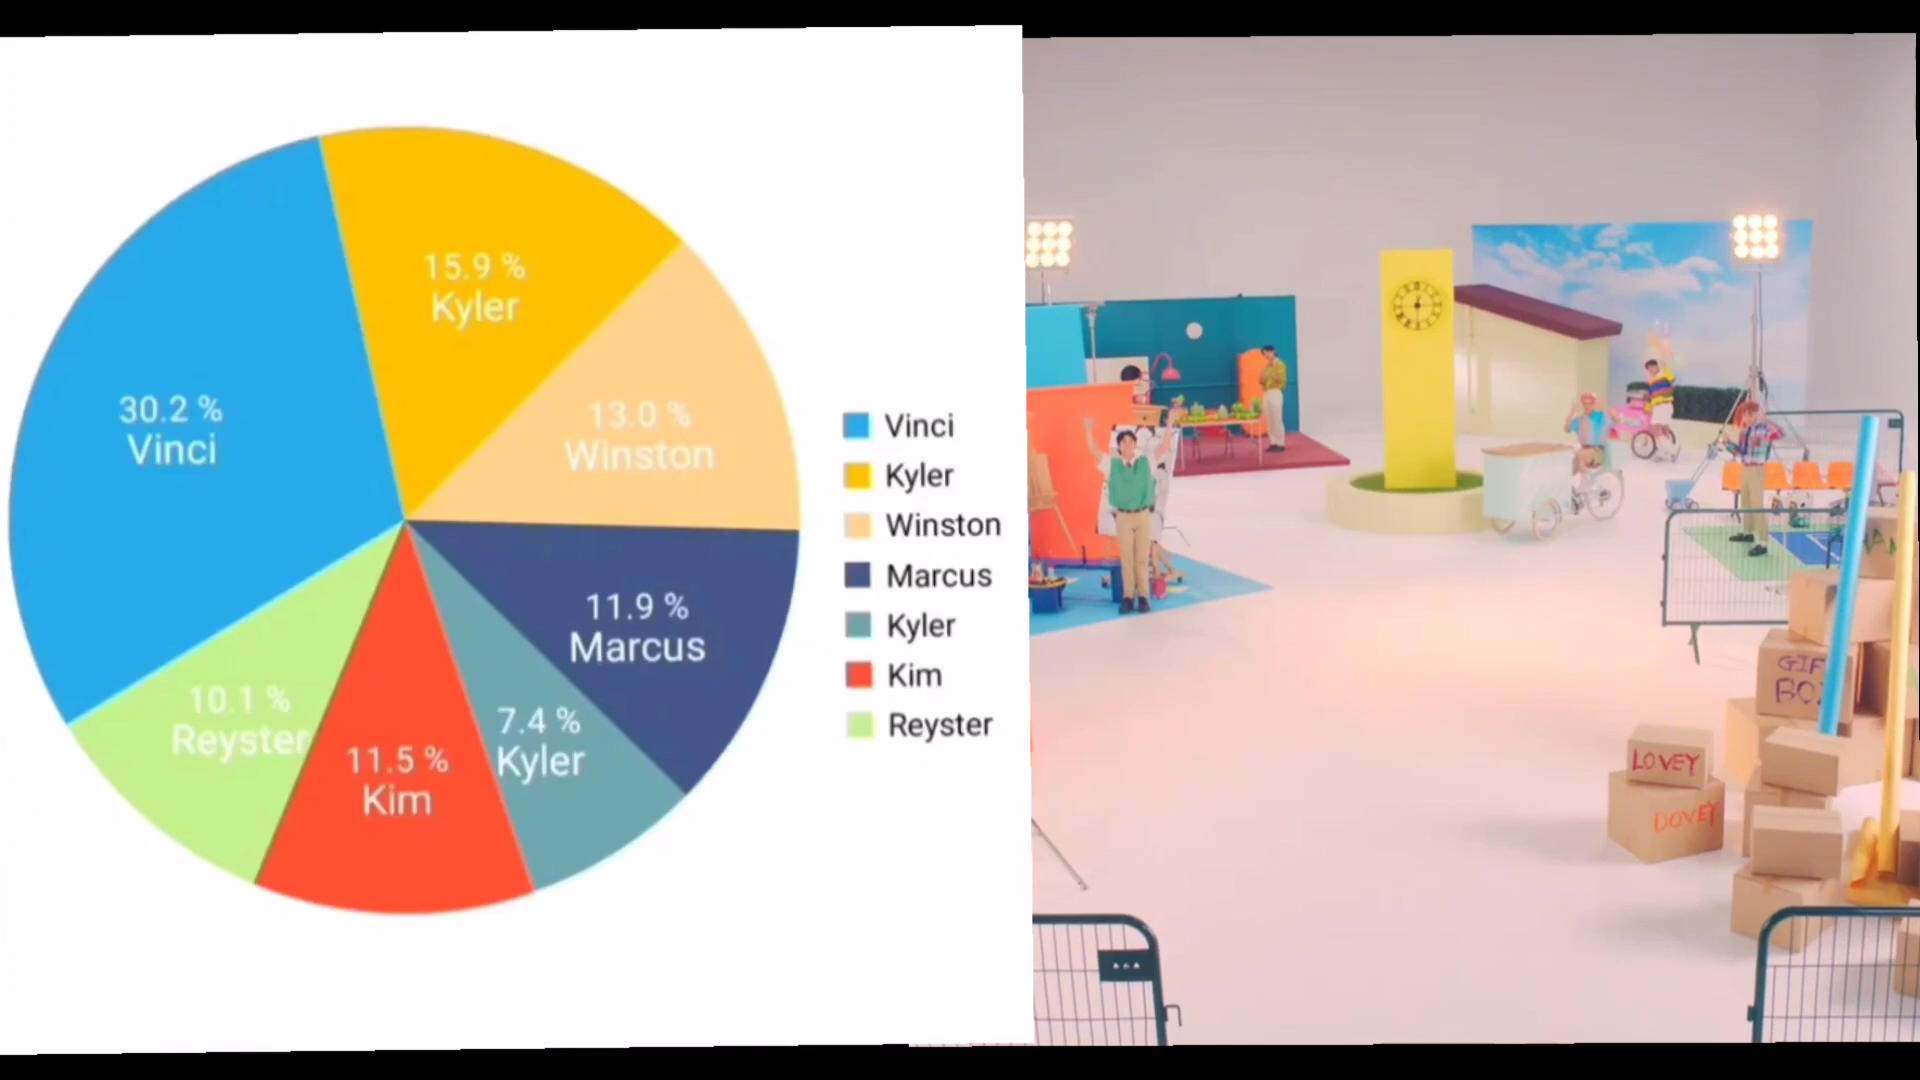 15.9 %
Kyler
30.2 %
Vinci
13.0 %
Winston
11.9 %
Marcus
10.1 %
Reyster
7.4 %
Kyler
11.5 %
Kim
Vinci
Kyler
Winston
Marcus
Kyler
Kim
Reyster
LOVEY
DOVEY